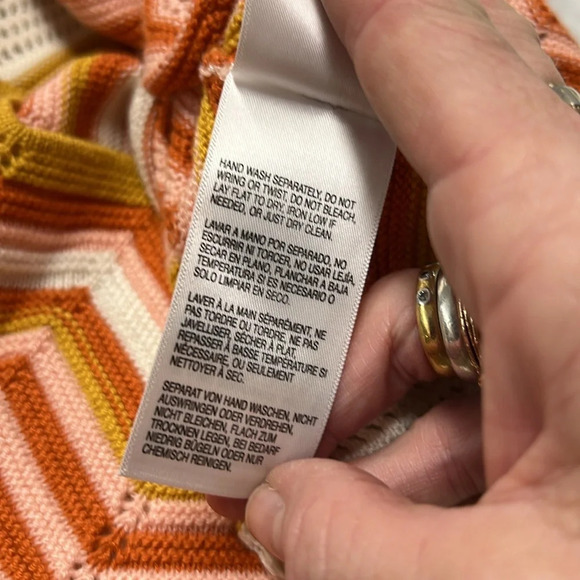 HAND WASH SEPARATELY, DO NOT
WRING OR TWIST, DO NOT BLEACH,
LAY FLAT TO DRY, IRON LOW IF
NEEDED, OR JUST DRY CLEAN.
LAVAR A MANO POR SEPARADO, NO
ESCURRIR NI TORCER, NO USAR LEJÍA,
SECAR EN PLANO, PLANCHAR A BAJA
TEMPERATURA SI ES NECESARIO O
SOLO LIMPIAR EN SECO.
LAVER À LA MAIN SÉPARÉMENT, NE
PAS TORDRE OU TORDRE, NE PAS
JAVELLISER, SÉCHER À PLAT,
REPASSER À BASSE TEMPÉRATURE SI
NÉCESSAIRE, OU SEULEMENT
NETTOYER À SEC.
SEPARAT VON HAND WASCHEN, NICHT
AUSWRINGEN ODER VERDREHEN,
NICHT BLEICHEN, FLACH ZUM
TROCKNEN LEGEN, BEI BEDARF
NIEDRIG BÜGELN ODER NUR
CHEMISCH REINIGEN.